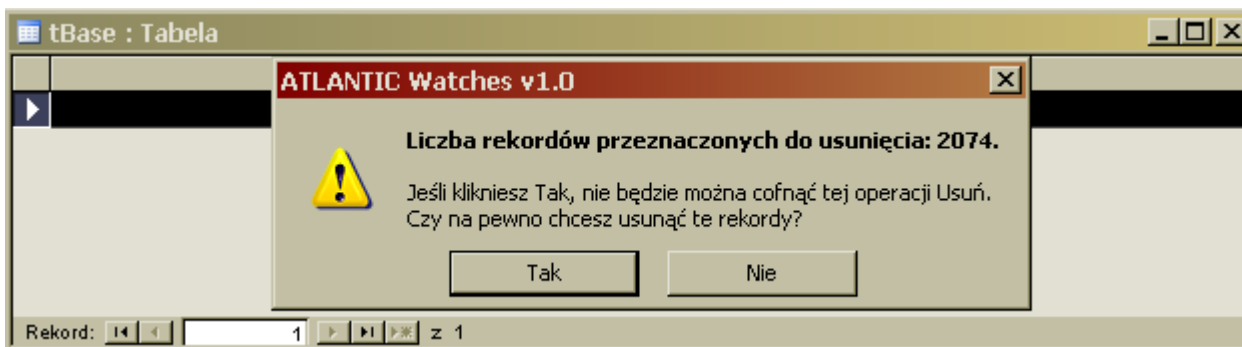 tBase : Tabela
ATLANTIC Watches v1.0
Liczba rekordów przeznaczonych do usunięcia: 2074.
Jeśli klikniesz Tak, nie będzie można cofnąć tej operacji Usuń.
Czy na pewno chcesz usunąć te rekordy?
Tak Nie
Rekord: 1 z 1